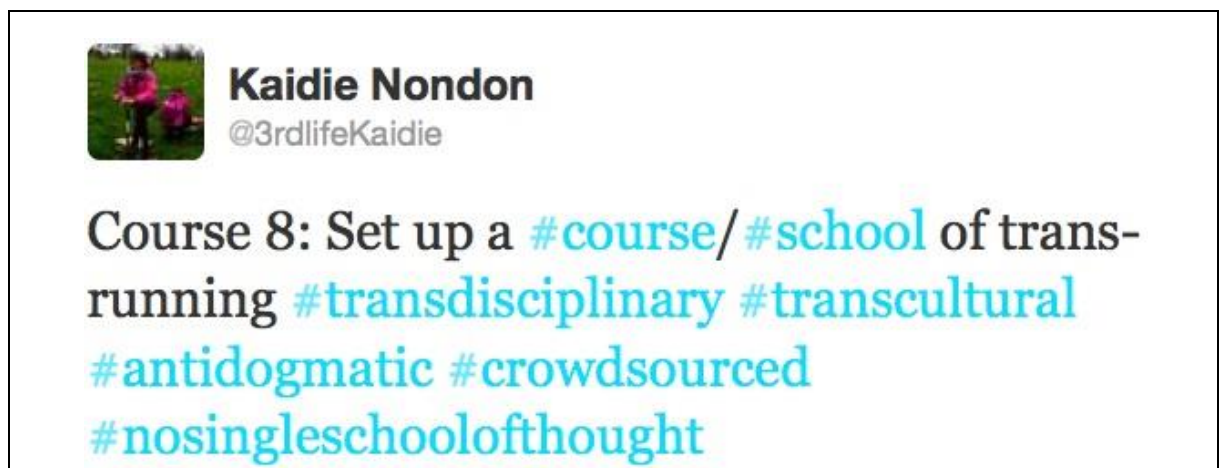 Kaidie Nondon
@3rdlifeKaidie
Course 8: Set up a #course/#school of trans-
running #transdisciplinary #transcultural
#antidogmatic #crowdsourced
#nosingleschoolofthought